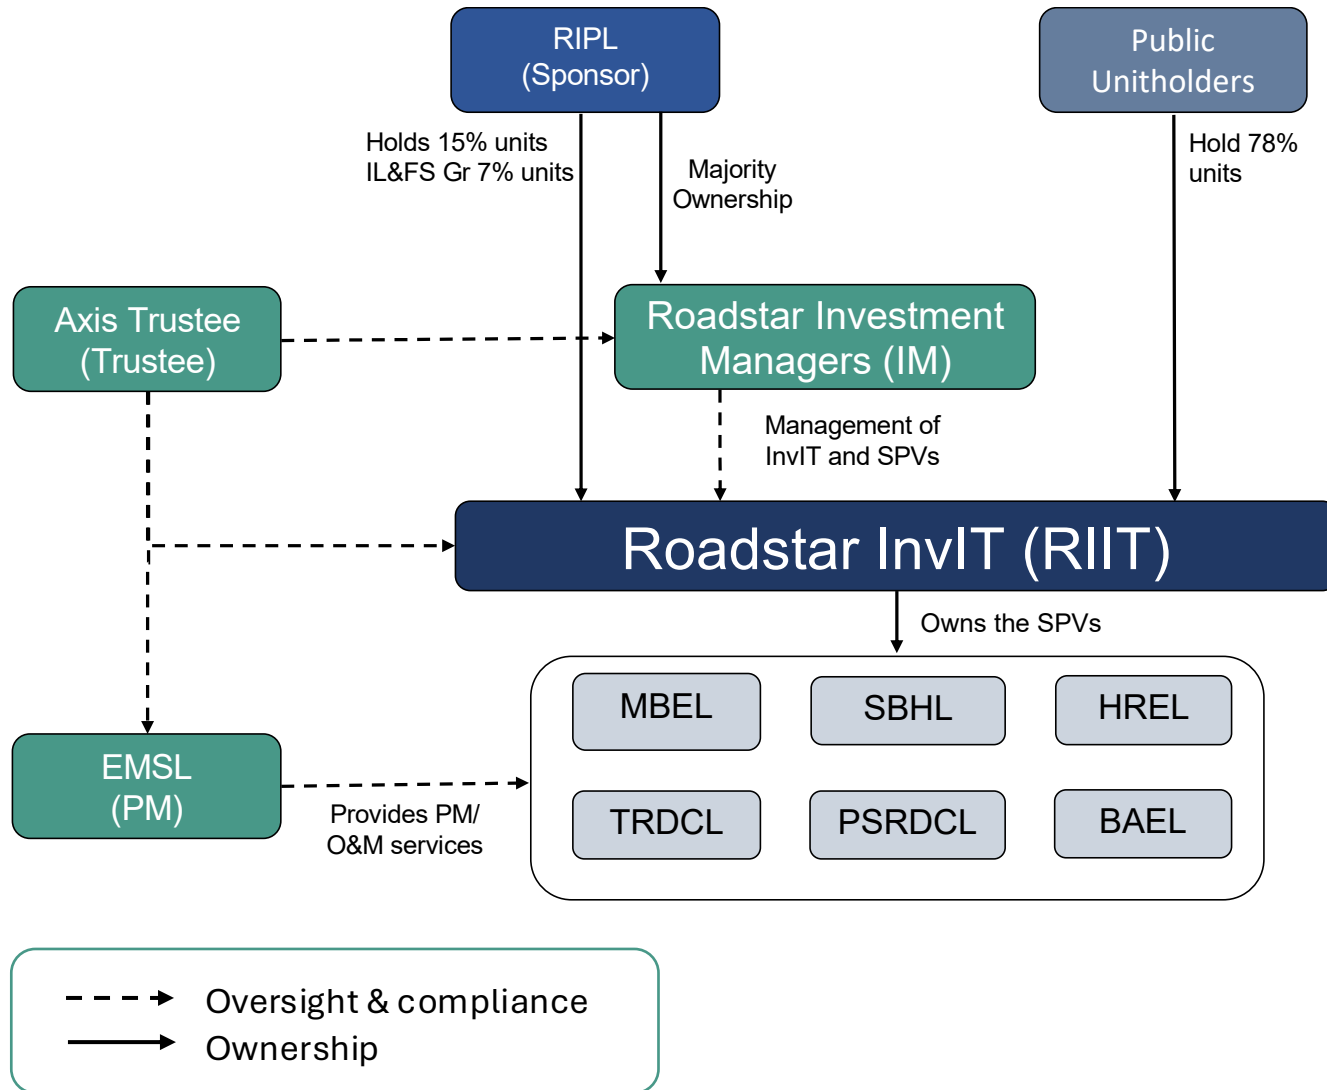 RIPL
(Sponsor)
Public
Unitholders
Holds 15% units
IL&FS Gr 7% units
Majority
Ownership
Hold 78%
units
Axis Trustee
(Trustee)
Roadstar Investment
Managers (IM)
Management of
InvIT and SPVs
Roadstar InvIT (RIIT)
Owns the SPVs
MBEL
SBHL
HREL
EMSL
(PM)
Provides PM/
O&M services
TRDCL
PSRDCL
BAEL
Oversight & compliance
Ownership